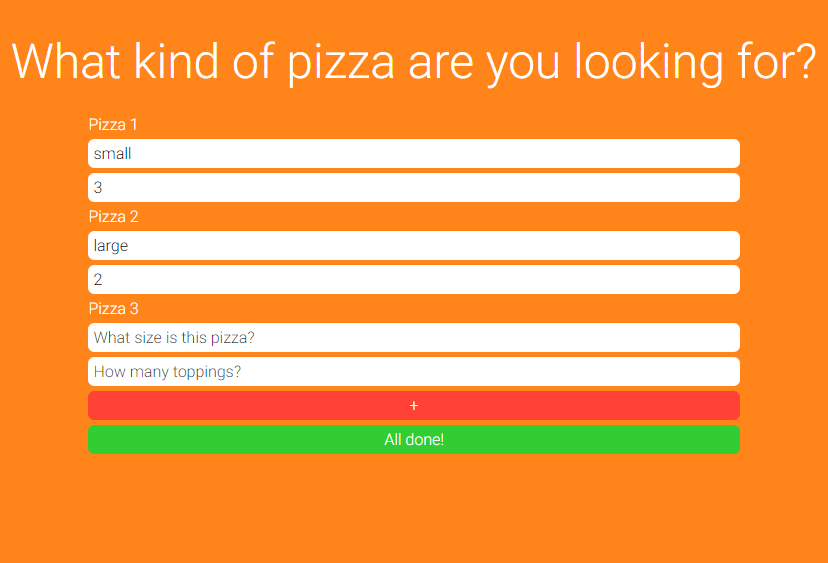 What kind of pizza are you looking for?
Pizza 1
small
3
Pizza 2
large
2
Pizza 3
What size is this pizza?
How many toppings?
+
All done!